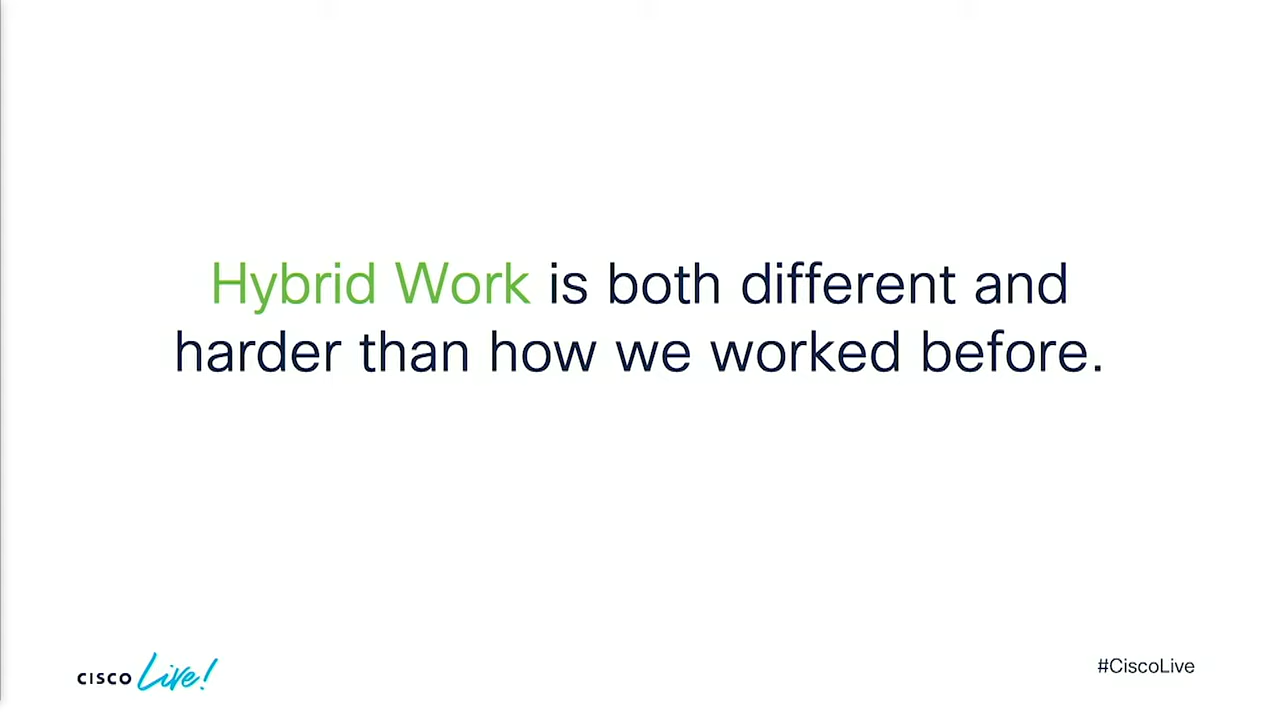 Hybrid Work is both different and
harder than how we worked before.
CISCO Live!
#CiscoLive